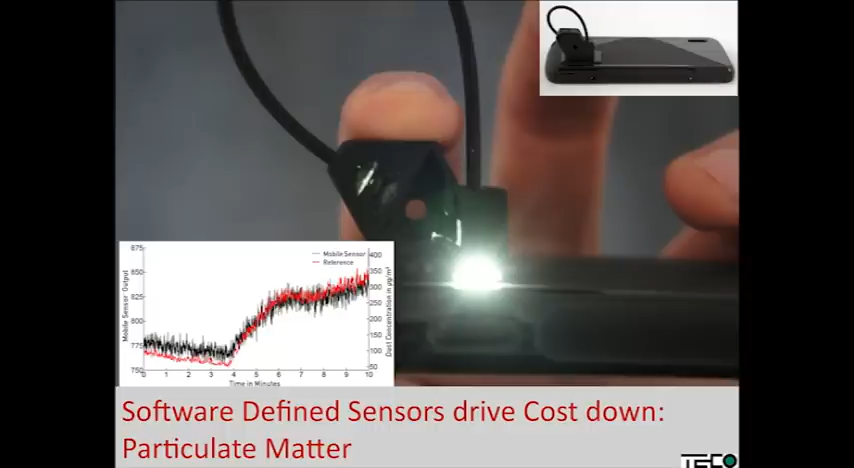 875
850
825
800
775
750
Mobile Sensor Output
Mobile Sensor
Reference
400
350
300
250
200
150
100
50
Dust Concentration in µg/m³
0 1 2 3 4 5 6 7 8 9 10
Time in Minutes
Software Defined Sensors drive Cost down:
Particulate Matter
TECO